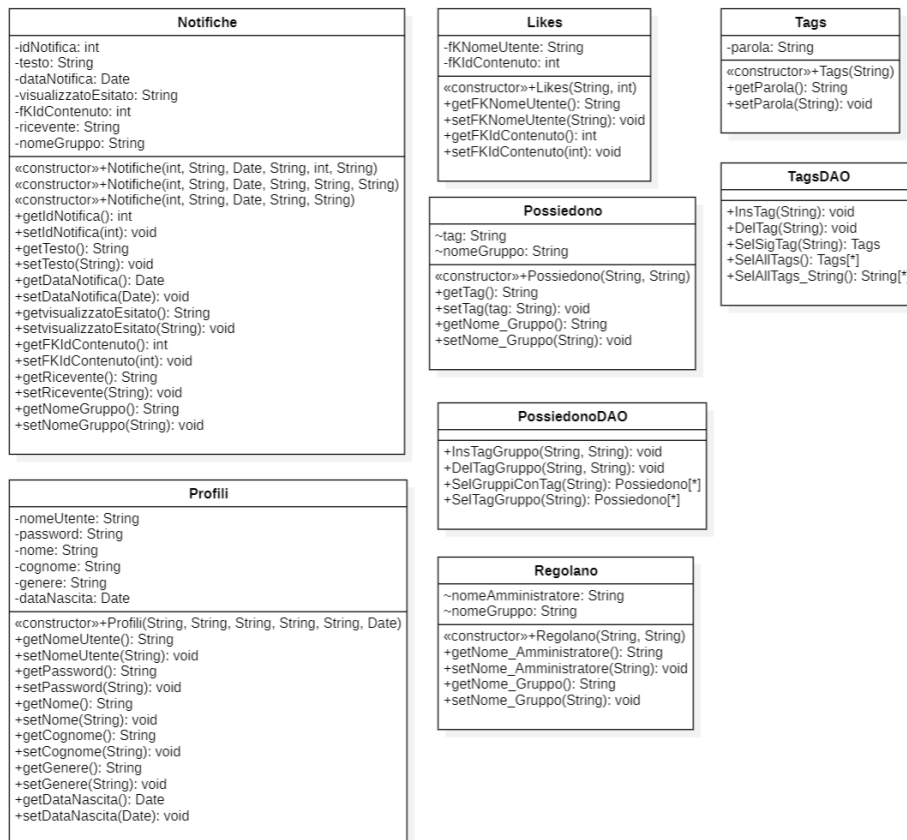 Notifiche
-idNotifica: int
-testo: String
-dataNotifica: Date
-visualizzatoEsitato: String
-fKIdContenuto: int
-ricevente: String
-nomeGruppo: String
«constructor»+Notifiche(int, String, Date, String, int, String)
«constructor»+Notifiche(int, String, Date, String, String, String)
«constructor»+Notifiche(int, String, Date, String, String)
+getIdNotifica(): int
+setIdNotifica(int): void
+getTesto(): String
+setTesto(String): void
+getDataNotifica(): Date
+setDataNotifica(Date): void
+getvisualizzatoEsitato(): String
+setvisualizzatoEsitato(String): void
+getFKIdContenuto(): int
+setFKIdContenuto(int): void
+getRicevente(): String
+setRicevente(String): void
+getNomeGruppo(): String
+setNomeGruppo(String): void
Profili
-nomeUtente: String
-password: String
-nome: String
-cognome: String
-genere: String
-dataNascita: Date
«constructor»+Profili(String, String, String, String, String, Date)
+getNomeUtente(): String
+setNomeUtente(String): void
+getPassword(): String
+setPassword(String): void
+getNome(): String
+setNome(String): void
+getCognome(): String
+setCognome(String): void
+getGenere(): String
+setGenere(String): void
+getDataNascita(): Date
+setDataNascita(Date): void
Likes
-fKNomeUtente: String
-fKIdContenuto: int
«constructor»+Likes(String, int)
+getFKNomeUtente(): String
+setFKNomeUtente(String): void
+getFKIdContenuto(): int
+setFKIdContenuto(int): void
Possiedono
~tag: String
~nomeGruppo: String
«constructor»+Possiedono(String, String)
+getTag(): String
+setTag(tag: String): void
+getNome_Gruppo(): String
+setNome_Gruppo(String): void
PossiedonoDAO
+InsTagGruppo(String, String): void
+DelTagGruppo(String, String): void
+SelGruppiConTag(String): Possiedono[*]
+SelTagGruppo(String): Possiedono[*]
Regolano
~nomeAmministratore: String
~nomeGruppo: String
«constructor»+Regolano(String, String)
+getNome_Amministratore(): String
+setNome_Amministratore(String): void
+getNome_Gruppo(): String
+setNome_Gruppo(String): void
Tags
-parola: String
«constructor»+Tags(String)
+getParola(): String
+setParola(String): void
TagsDAO
+InsTag(String): void
+DelTag(String): void
+SelSigTag(String): Tags
+SelAllTags(): Tags[*]
+SelAllTags_String(): String[*